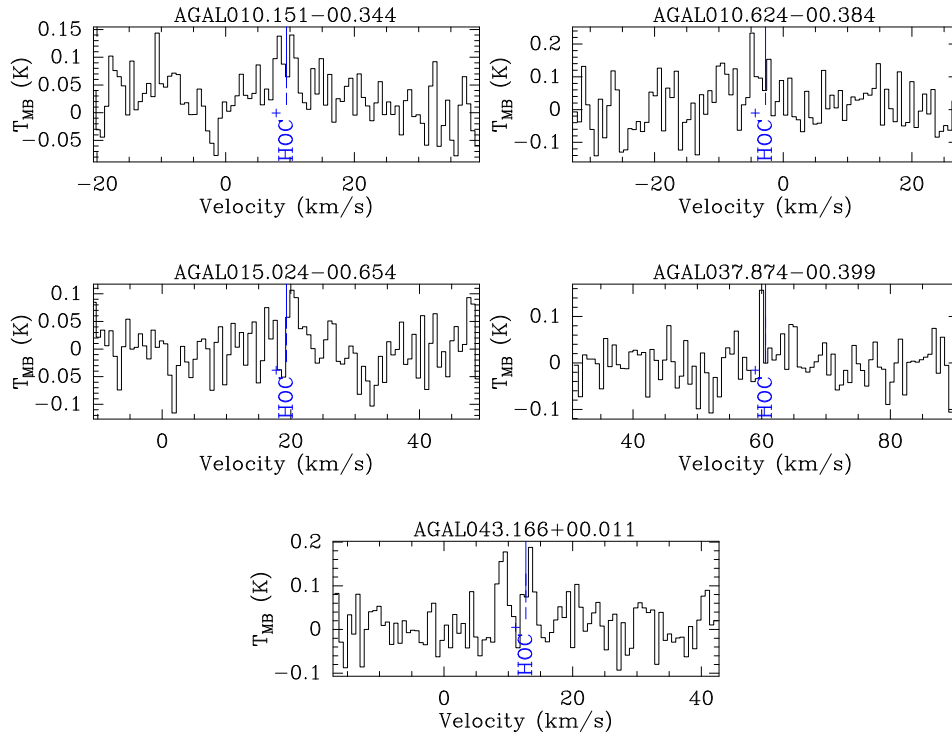 AGAL010.151−00.344
0.15
0.1
0.05
0
−0.05
T_MB (K)
HOC+
−20 0 20
Velocity (km/s)
AGAL010.624−00.384
0.2
0.1
0
−0.1
T_MB (K)
HOC+
−20 0 20
Velocity (km/s)
AGAL015.024−00.654
0.1
0.05
0
−0.05
−0.1
T_MB (K)
HOC+
0 20 40
Velocity (km/s)
AGAL037.874−00.399
0.1
0
−0.1
T_MB (K)
HOC+
40 60 80
Velocity (km/s)
AGAL043.166+00.011
0.2
0.1
0
−0.1
T_MB (K)
HOC+
0 20 40
Velocity (km/s)